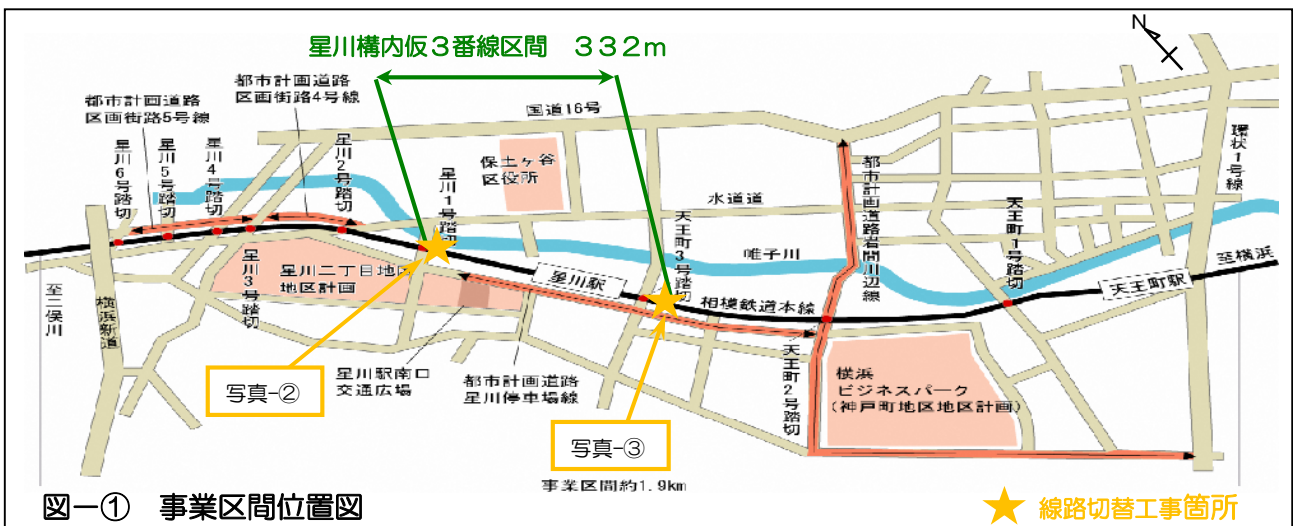 星川構内仮3番線区間 332m
N
都市計画道路
区画街路4号線
都市計画道路
区画街路5号線
国道16号
環状1号線
星川6号踏切
星川5号踏切
星川4号踏切
星川2号踏切
星川1号踏切
保土ヶ谷
区役所
都市計画道路岩間川辺線
水道道
天王町3号踏切
天王町1号踏切
唯子川
至横浜
天王町駅
星川駅
相模鉄道本線
星川3号踏切
星川二丁目地区
地区計画
至二俣川
横浜新道
天王町2号踏切
星川駅南口
交通広場
都市計画道路
星川停車場線
横浜
ビジネスパーク
(神戸町地区地区計画)
写真-②
写真-③
事業区間約1.9km
図ー① 事業区間位置図
線路切替工事箇所